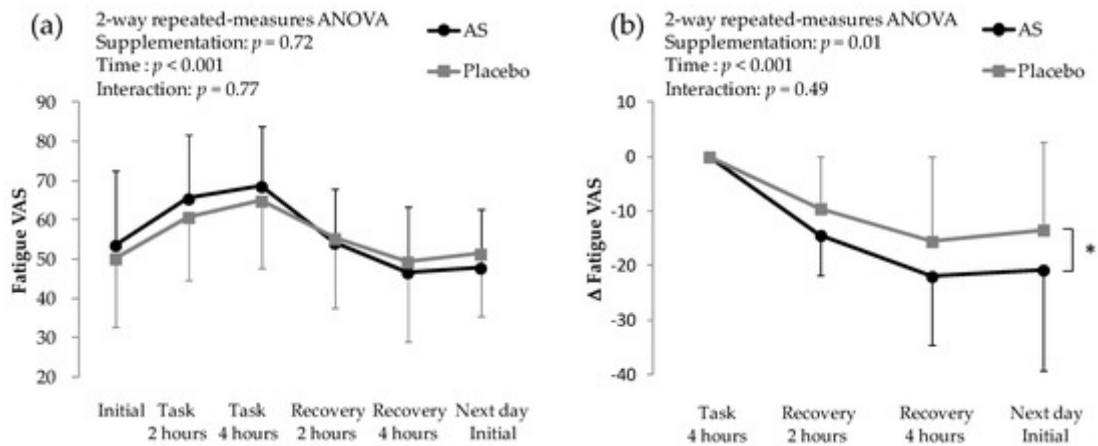 (a)
2-way repeated-measures ANOVA
Supplementation: p = 0.72
Time : p < 0.001
Interaction: p = 0.77
AS
Placebo
Fatigue VAS
90
80
70
60
50
40
30
20
Initial
Task
2 hours
Task
4 hours
Recovery
2 hours
Recovery
4 hours
Next day
Initial
(b)
2-way repeated-measures ANOVA
Supplementation: p = 0.01
Time : p < 0.001
Interaction: p = 0.49
AS
Placebo
Δ Fatigue VAS
10
0
-10
-20
-30
-40
*
Task
4 hours
Recovery
2 hours
Recovery
4 hours
Next day
Initial